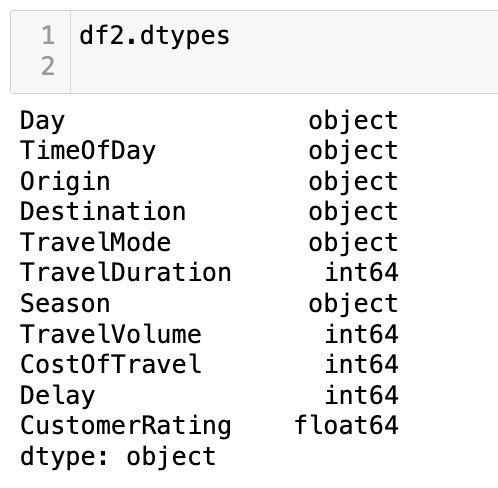 1 df2.dtypes
2
Day object
TimeOfDay object
Origin object
Destination object
TravelMode object
TravelDuration int64
Season object
TravelVolume int64
CostOfTravel int64
Delay int64
CustomerRating float64
dtype: object